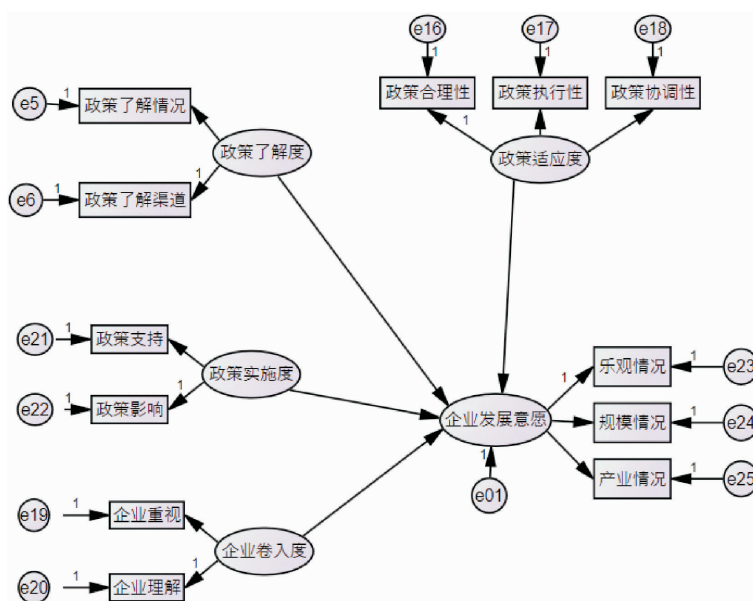 e16
e17
e18
1
1
1
政策合理性
政策执行性
政策协调性
1
政策适应度
e5
1
政策了解情况
政策了解度
e6
1
政策了解渠道
1
e21
1
政策支持
政策实施度
e22
1
政策影响
1
e19
1
企业重视
企业卷入度
e20
1
企业理解
1
企业发展意愿
1
e01
1
乐观情况
1
e23
规模情况
1
e24
产业情况
1
e25